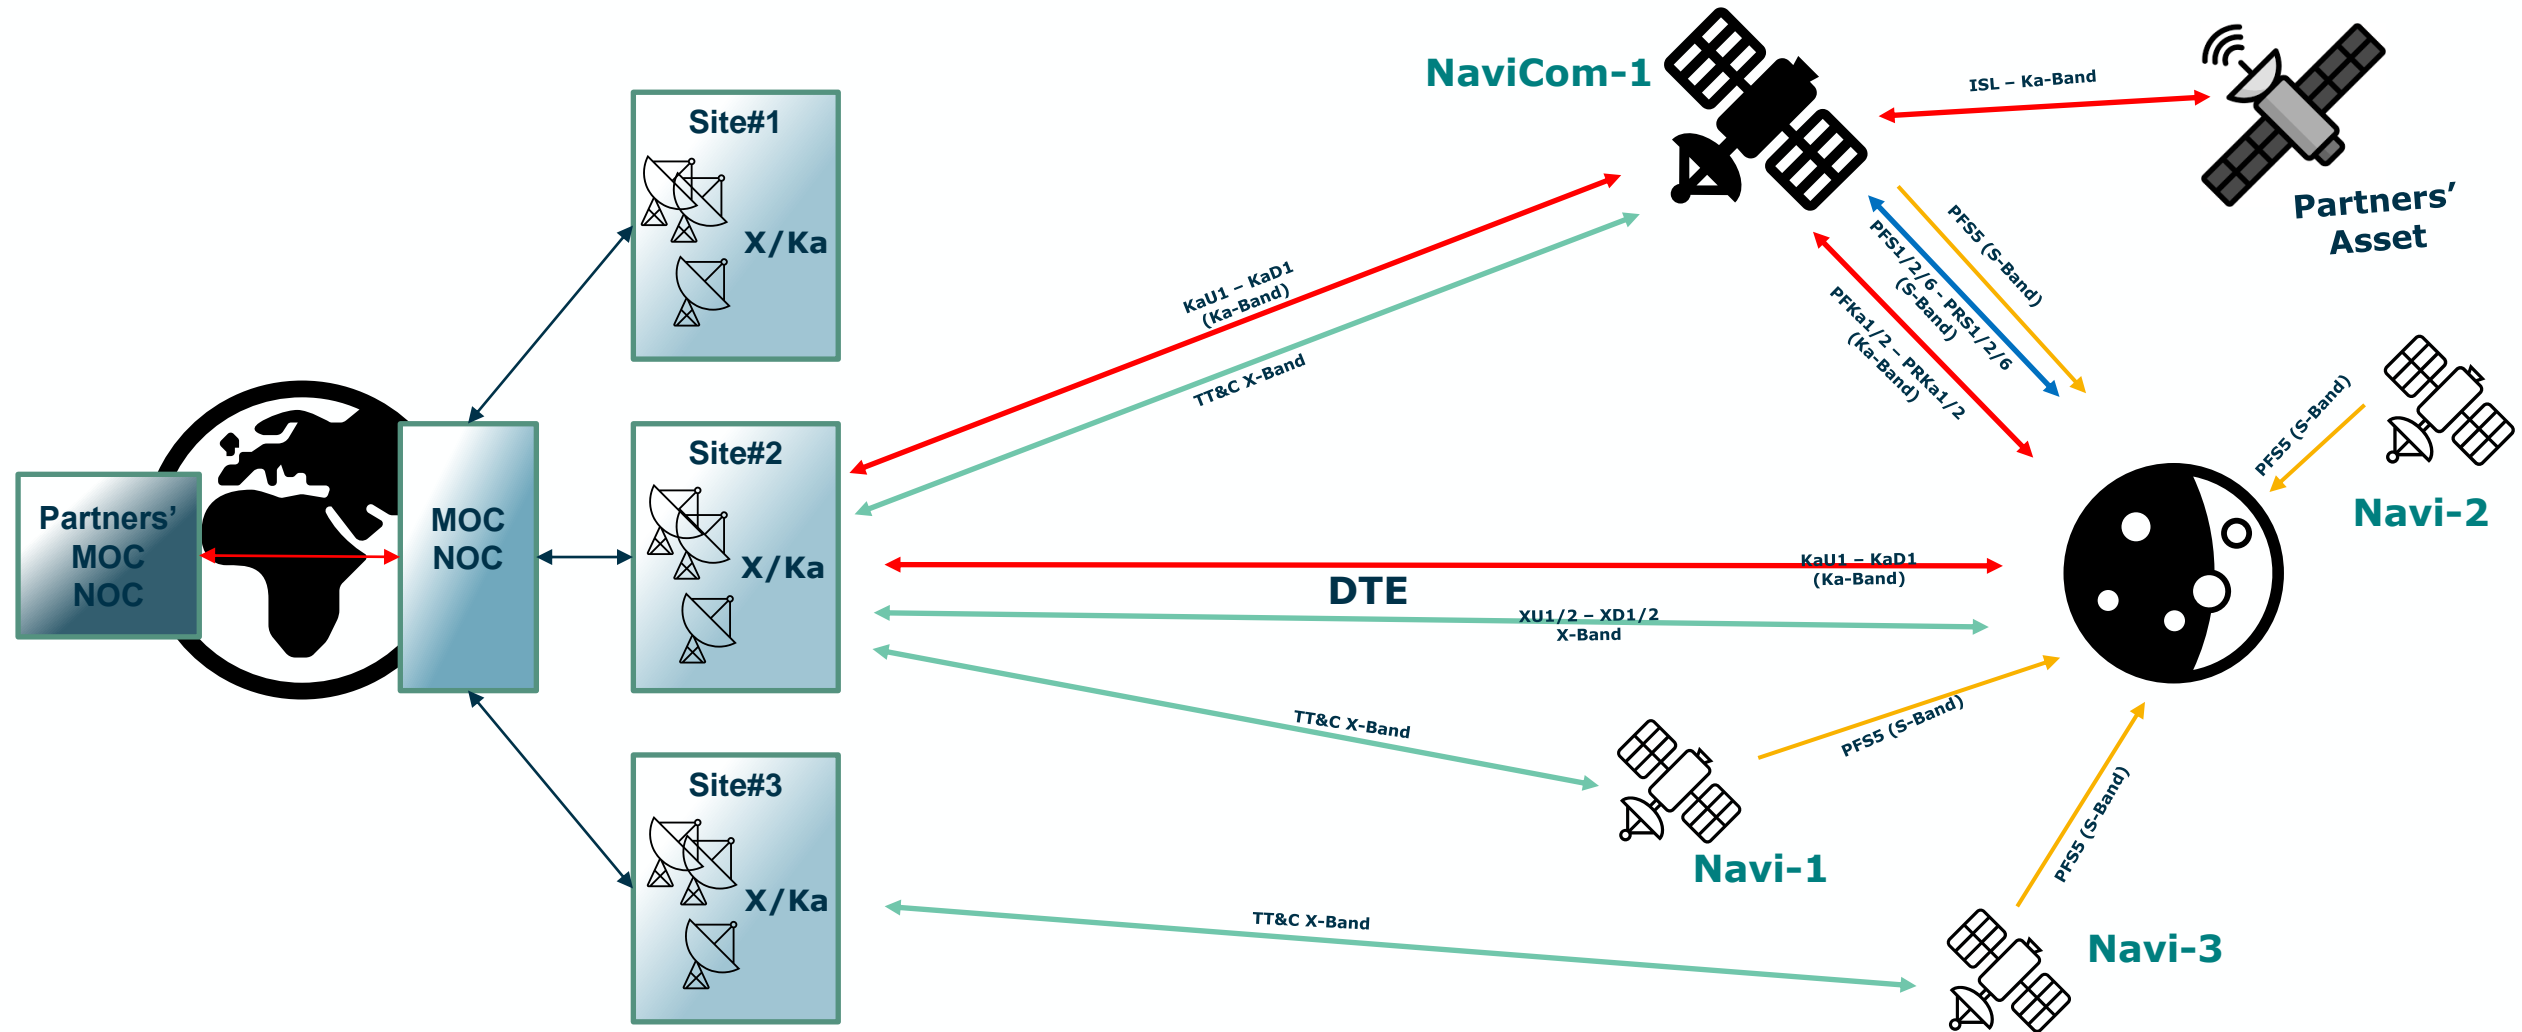 Partners’
MOC
NOC
MOC
NOC
Site#1
X/Ka
Site#2
X/Ka
Site#3
X/Ka
NaviCom-1
ISL – Ka-Band
Partners’
Asset
KaU1 – KaD1
(Ka-Band)
TT&C X-Band
PFS5 (S-Band)
PFS1/2/6 - PRS1/2/6
(S-Band)
PFKa1/2 – PRKa1/2
(Ka-Band)
PFS5 (S-Band)
Navi-2
KaU1 – KaD1
(Ka-Band)
DTE
XU1/2 – XD1/2
X-Band
TT&C X-Band
PFS5 (S-Band)
Navi-1
PFS5 (S-Band)
TT&C X-Band
Navi-3